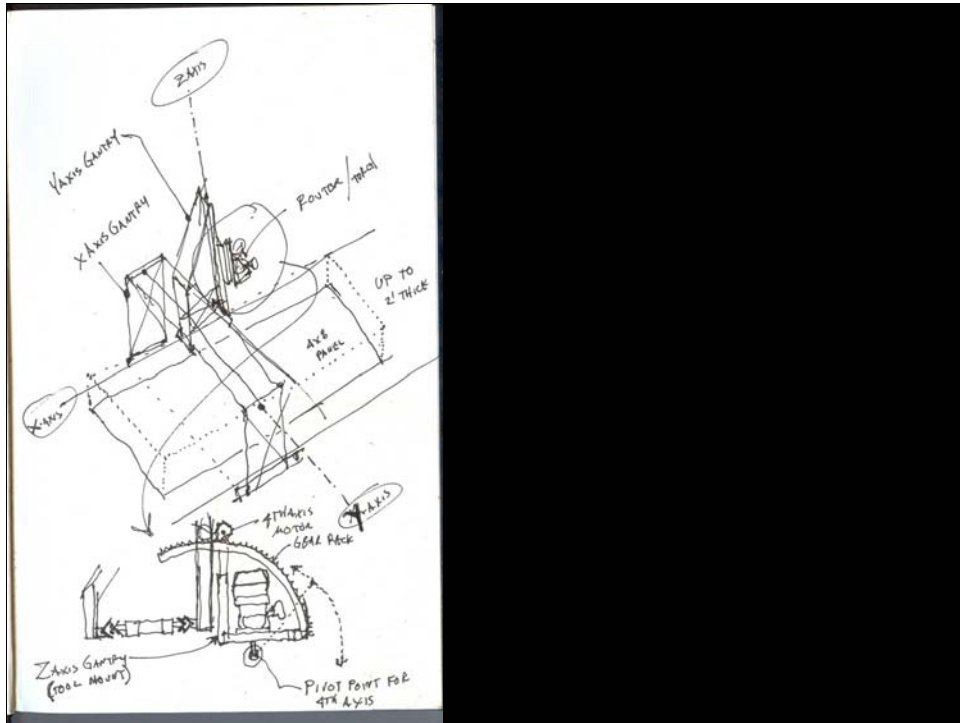 Z AXIS
Y AXIS GANTRY
X AXIS GANTRY
ROUTER/
UP TO
2' THICK
4X8
PANEL
X-AXIS
-AXIS
4TH AXIS
MOTOR
GEAR RACK
Z AXIS GANTRY
(TOOL MOUNT)
PIVOT POINT FOR
4TH AXIS